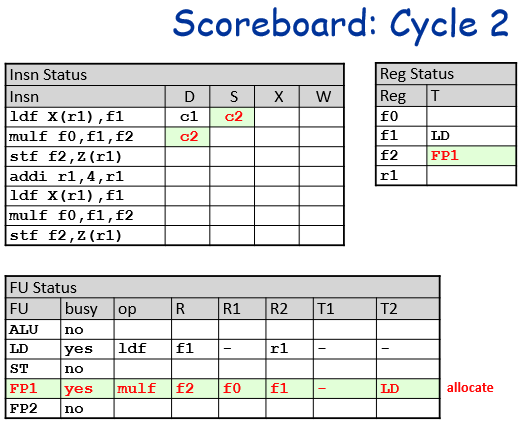 Scoreboard: Cycle 2
Insn Status
Insn D S X W
ldf X(r1),f1 c1 c2
mulf f0,f1,f2 c2
stf f2,Z(r1)
addi r1,4,r1
ldf X(r1),f1
mulf f0,f1,f2
stf f2,Z(r1)
Reg Status
Reg T
f0
f1 LD
f2 FP1
r1
FU Status
FU busy op R R1 R2 T1 T2
ALU no
LD yes ldf f1 - r1 - -
ST no
FP1 yes mulf f2 f0 f1 - LD allocate
FP2 no